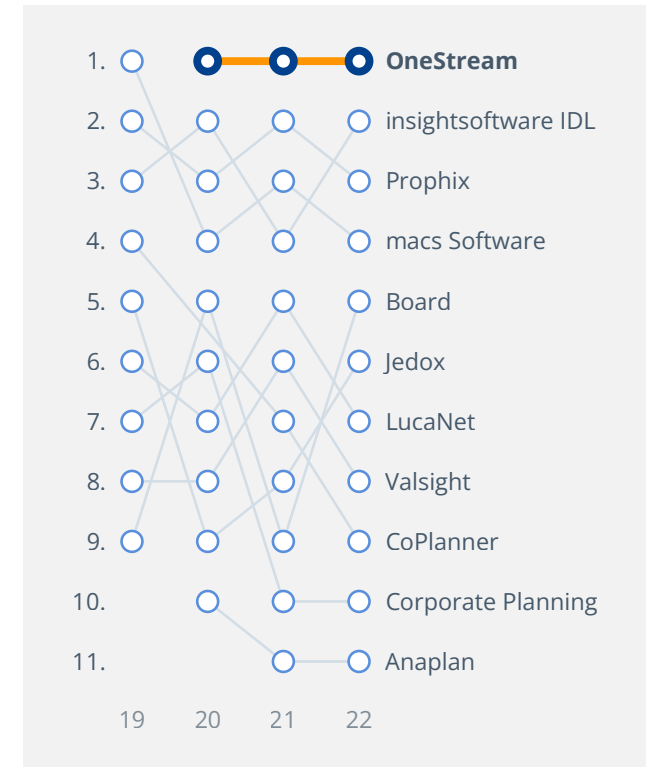 1. OneStream
2. insightsoftware IDL
3. Prophix
4. macs Software
5. Board
6. Jedox
7. LucaNet
8. Valsight
9. CoPlanner
10. Corporate Planning
11. Anaplan
19 20 21 22